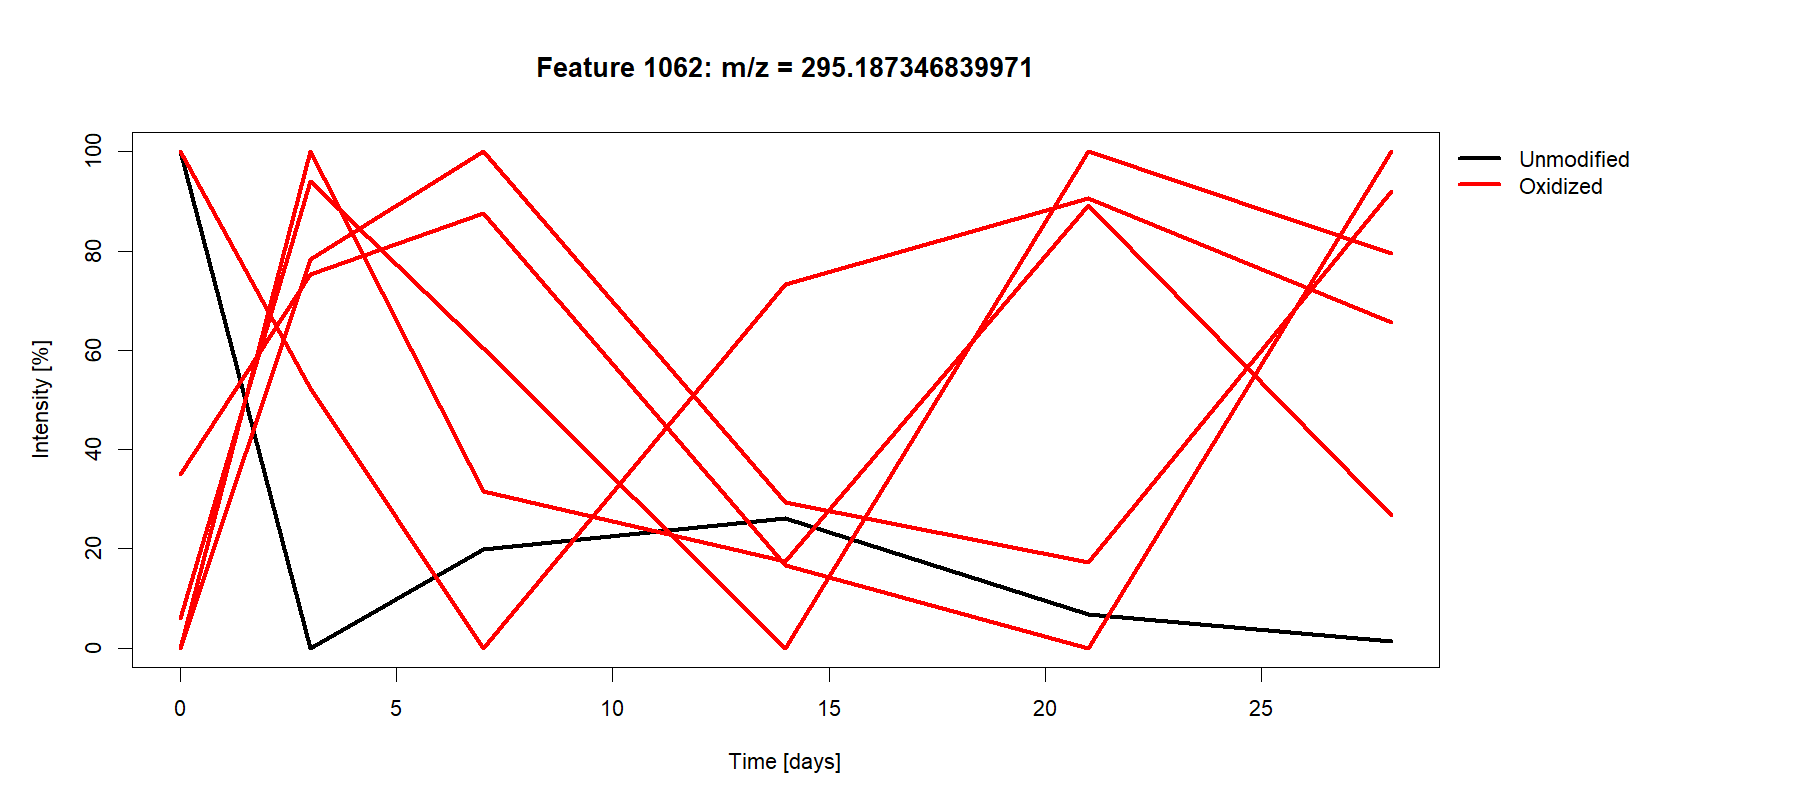 Feature 1062: m/z = 295.187346839971
Unmodified
Oxidized
Intensity [%]
100
80
60
40
20
0
0 5 10 15 20 25
Time [days]